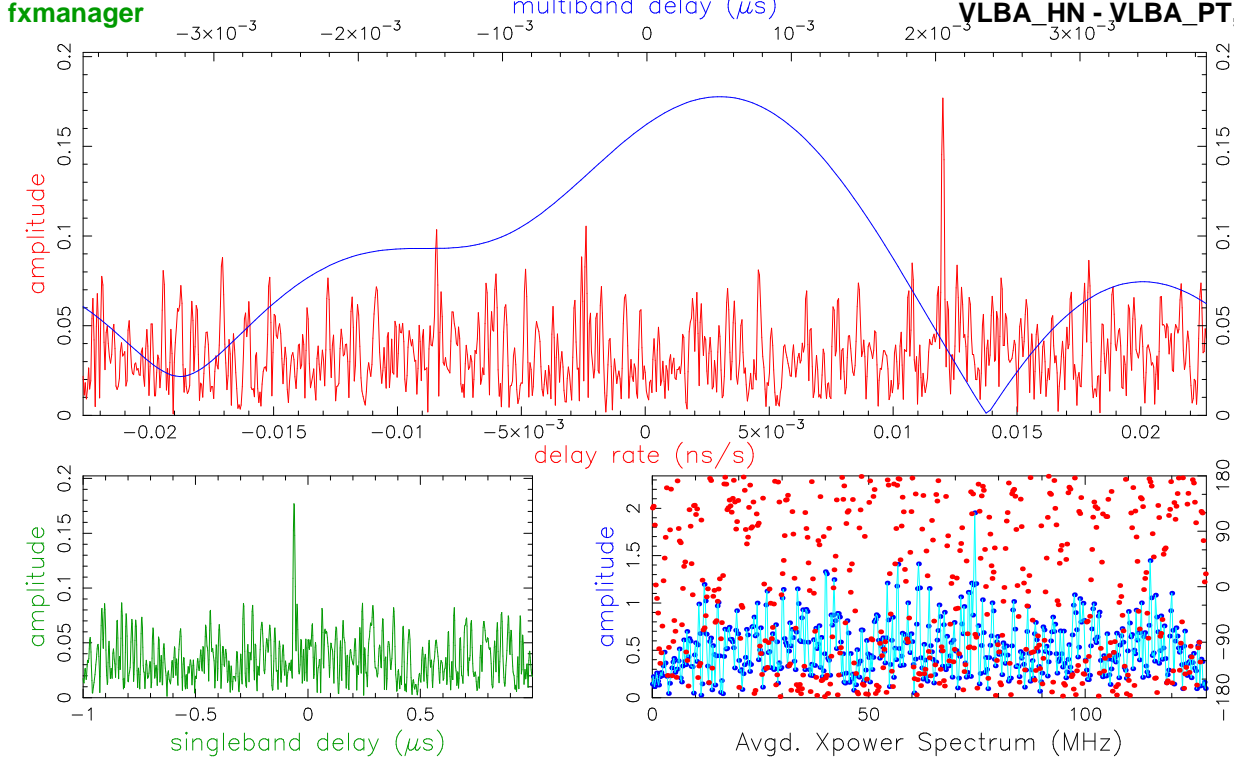 multiband delay (μs)
fxmanager
VLBA_HN - VLBA_PT,
−3×10⁻³ −2×10⁻³ −10⁻³ 0 10⁻³ 2×10⁻³ 3×10⁻³
0.2 0.2
0.15 0.15
amplitude
0.1 0.1
0.05 0.05
0 0
−0.02 −0.015 −0.01 −5×10⁻³ 0 5×10⁻³ 0.01 0.015 0.02
delay rate (ns/s)
amplitude
0.2
0.15
0.1
0.05
0
−1 −0.5 0 0.5
singleband delay (μs)
amplitude
2
1.5
1
0.5
0
180
90
0
−90
−180
0 50 100
Avgd. Xpower Spectrum (MHz)